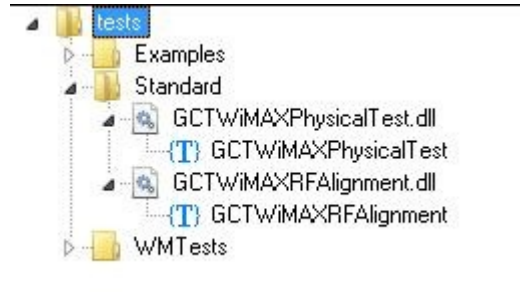 tests
Examples
Standard
GCTWiMAXPhysicalTest.dll
{T} GCTWiMAXPhysicalTest
GCTWiMAXRFAlignment.dll
{T} GCTWiMAXRFAlignment
WMTests